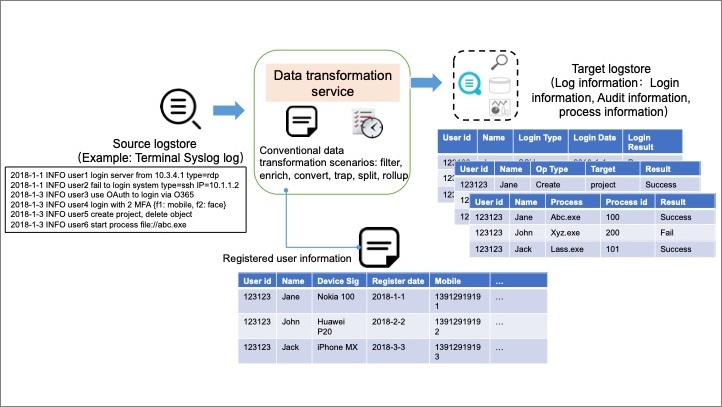 Source logstore
(Example: Terminal Syslog log)
2018-1-1 INFO user1 login server from 10.3.4.1 type=rdp
2018-1-1 INFO user2 fail to login system type=ssh IP=10.1.1.2
2018-1-3 INFO user3 use OAuth to login via O365
2018-1-3 INFO user4 login with 2 MFA {f1: mobile, f2: face}
2018-1-3 INFO user5 create project, delete object
2018-1-3 INFO user6 start process file://abc.exe
Data transformation
service
Conventional data
transformation scenarios: filter,
enrich, convert, trap, split, rollup
Target logstore
(Log information: Login
information, Audit information,
process information)
User id Name Login Type Login Date Login
Result
User id Name Op Type Target Result
123123 Jane Create project Success
User id Name Process Process id Result
123123 Jane Abc.exe 100 Success
123123 John Xyz.exe 200 Fail
123123 Jack Lass.exe 101 Success
Registered user information
User id Name Device Sig Register date Mobile ...
123123 Jane Nokia 100 2018-1-1 1391291919
1 ...
123123 John Huawei
P20 2018-2-2 1391291919
2 ...
123123 Jack iPhone MX 2018-3-3 1391291919
3 ...